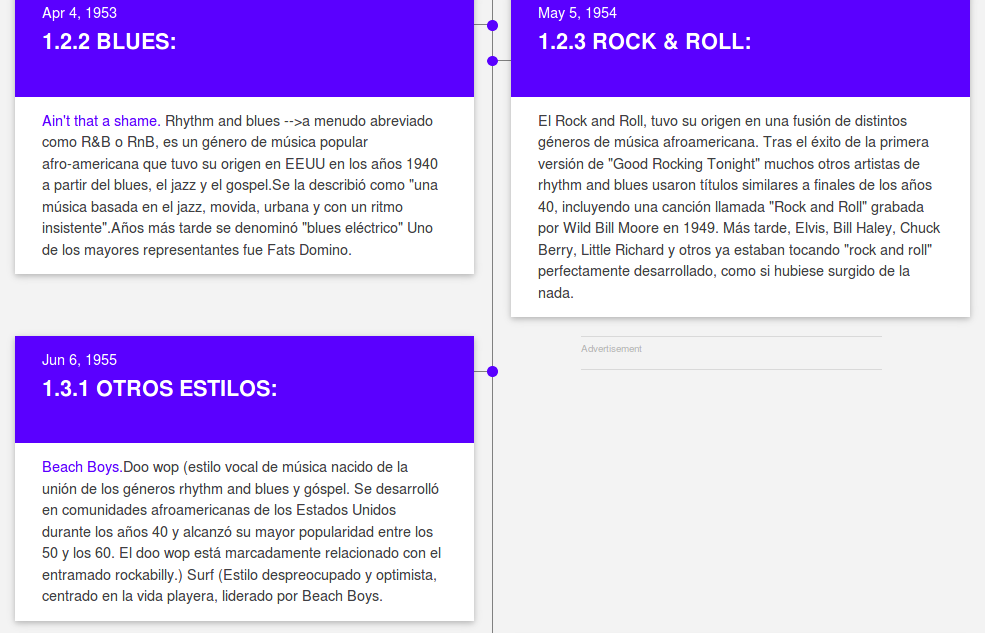 Apr 4, 1953
1.2.2 BLUES:
Ain't that a shame. Rhythm and blues -->a menudo abreviado
como R&B o RnB, es un género de música popular
afro-americana que tuvo su origen en EEUU en los años 1940
a partir del blues, el jazz y el gospel.Se la describió como "una
música basada en el jazz, movida, urbana y con un ritmo
insistente".Años más tarde se denominó "blues eléctrico" Uno
de los mayores representantes fue Fats Domino.
May 5, 1954
1.2.3 ROCK & ROLL:
El Rock and Roll, tuvo su origen en una fusión de distintos
géneros de música afroamericana. Tras el éxito de la primera
versión de "Good Rocking Tonight" muchos otros artistas de
rhythm and blues usaron títulos similares a finales de los años
40, incluyendo una canción llamada "Rock and Roll" grabada
por Wild Bill Moore en 1949. Más tarde, Elvis, Bill Haley, Chuck
Berry, Little Richard y otros ya estaban tocando "rock and roll"
perfectamente desarrollado, como si hubiese surgido de la
nada.
Advertisement
Jun 6, 1955
1.3.1 OTROS ESTILOS:
Beach Boys.Doo wop (estilo vocal de música nacido de la
unión de los géneros rhythm and blues y góspel. Se desarrolló
en comunidades afroamericanas de los Estados Unidos
durante los años 40 y alcanzó su mayor popularidad entre los
50 y los 60. El doo wop está marcadamente relacionado con el
entramado rockabilly.) Surf (Estilo despreocupado y optimista,
centrado en la vida playera, liderado por Beach Boys.